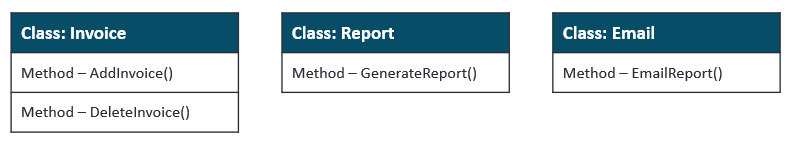 Class: Invoice
Method – AddInvoice()
Method – DeleteInvoice()
Class: Report
Method – GenerateReport()
Class: Email
Method – EmailReport()